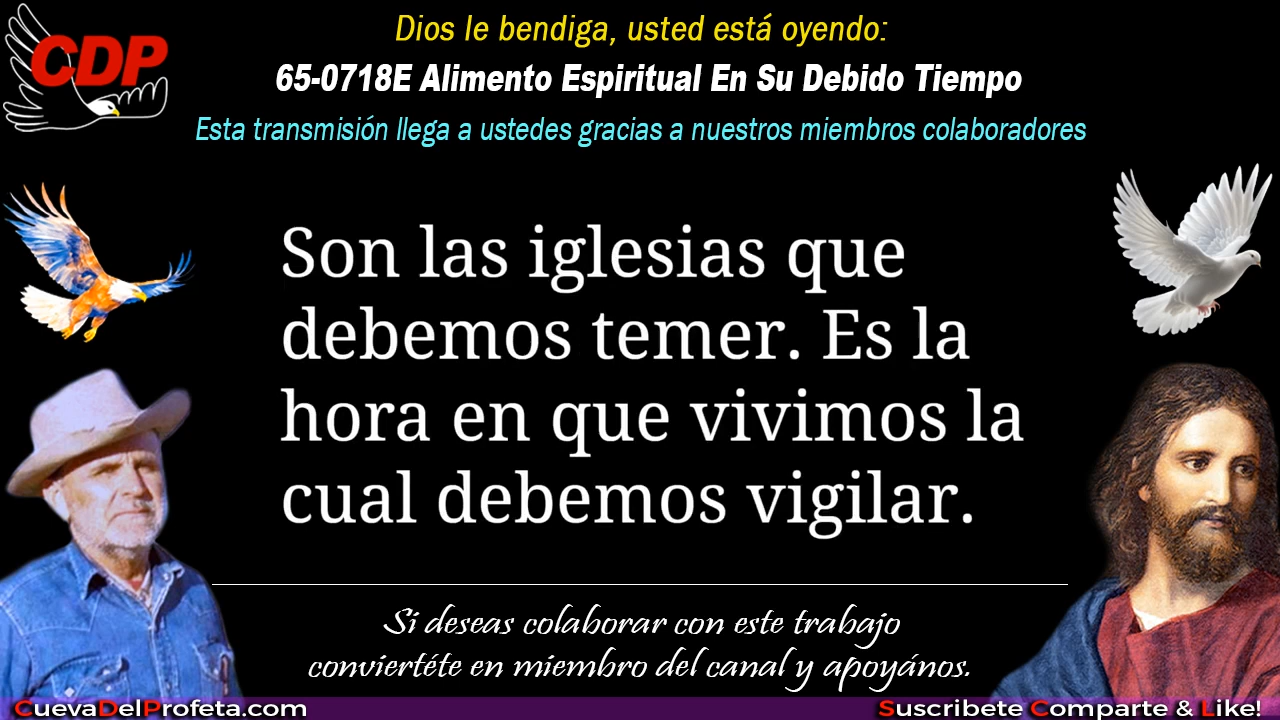 CDP
Dios le bendiga, usted está oyendo:
65-0718E Alimento Espiritual En Su Debido Tiempo
Esta transmisión llega a ustedes gracias a nuestros miembros colaboradores
Son las iglesias que
debemos temer. Es la
hora en que vivimos la
cual debemos vigilar.
Si deseas colaborar con este trabajo
conviertéte en miembro del canal y apoyános.
CuevaDelProfeta.com
Suscribete Comparte & Like!